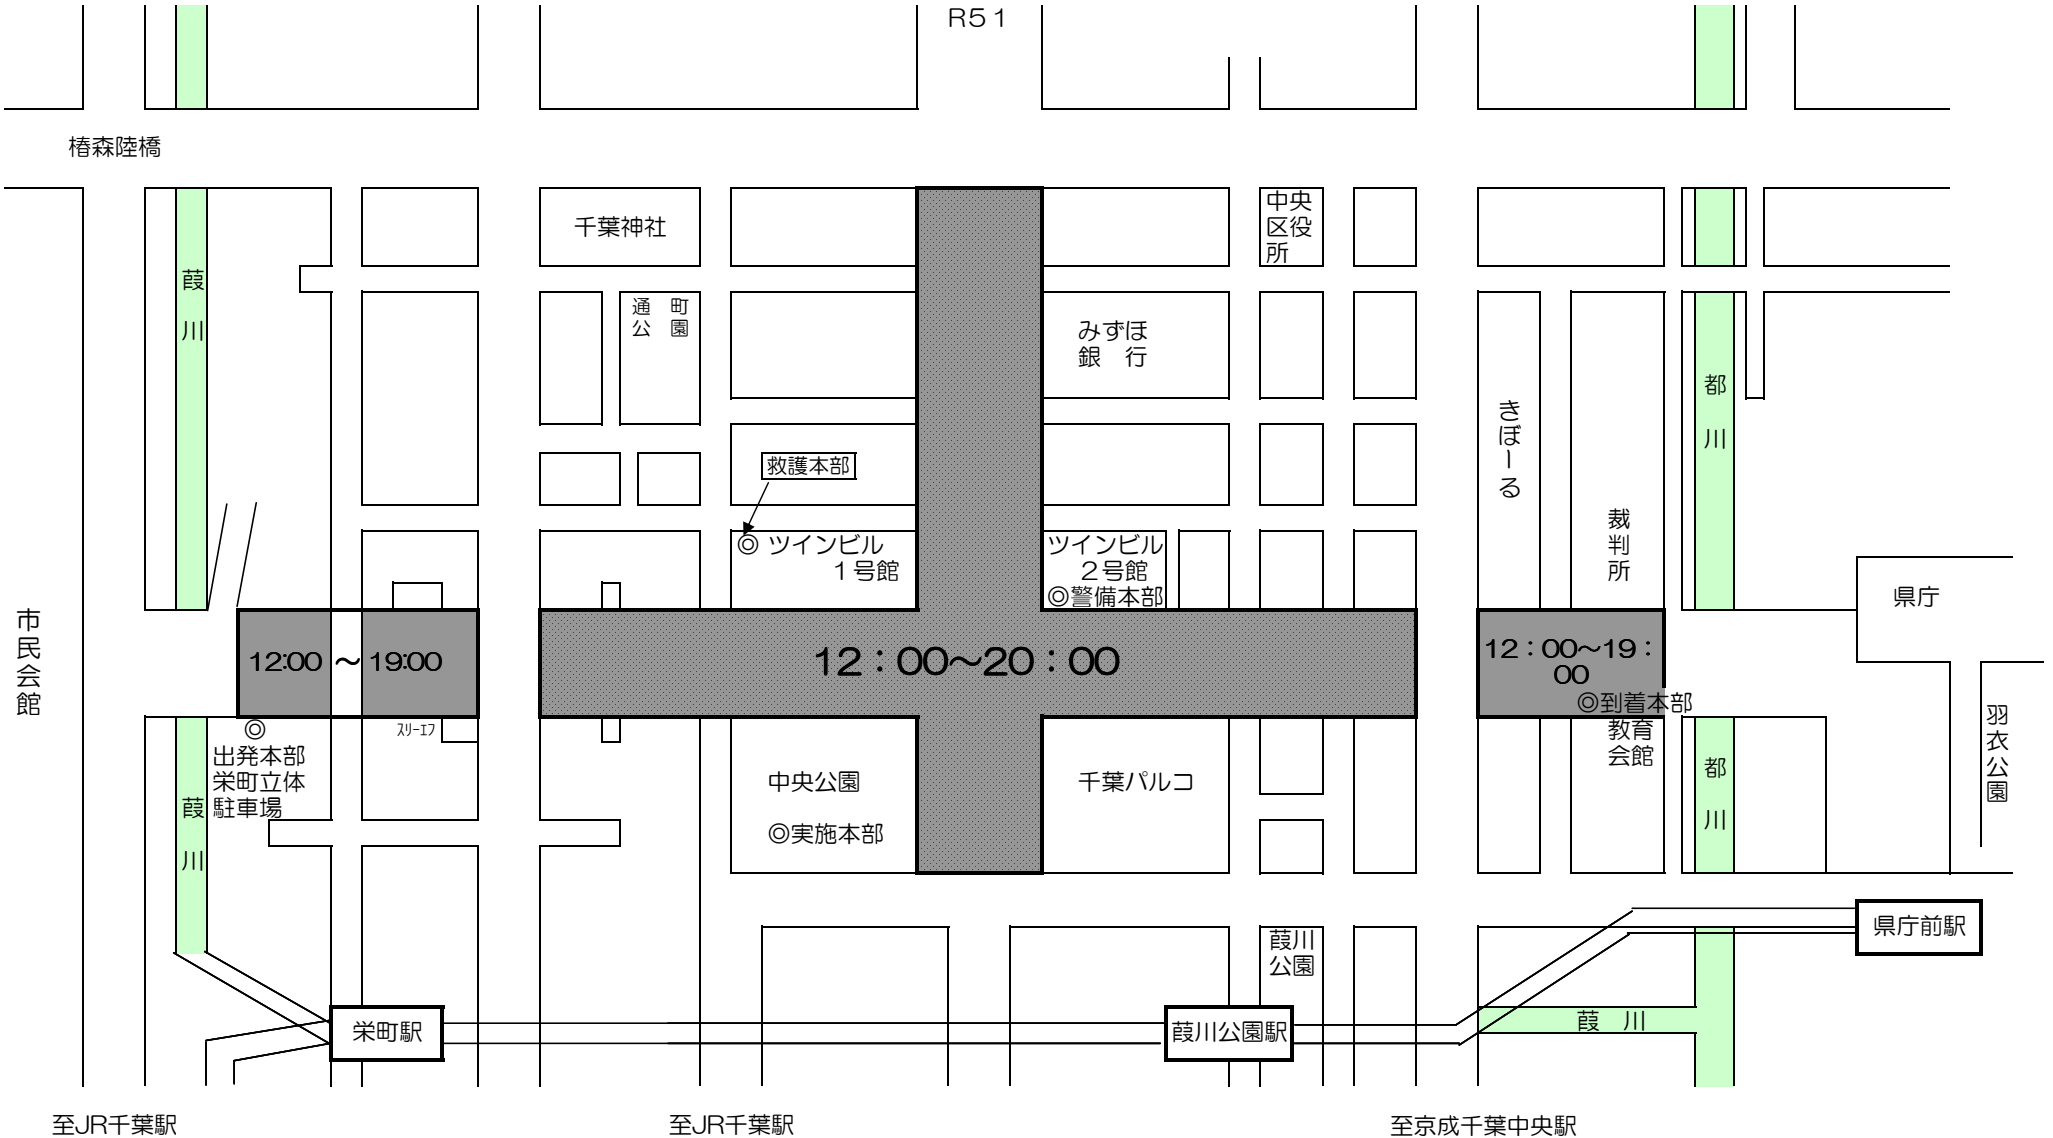 R５１
椿森陸橋
千葉神社
中央
区役
所
葭
川
通　町
公　園
みずほ
銀　行
都
川
きぼーる
救護本部
裁
判
所
◎ ツインビル
１号館
ツインビル
２号館
◎警備本部
県庁
市
民
会
館
12:00 ～ 19:00
12：00～20：00
12：00～19：
00
◎到着本部
教育
会館
◎
出発本部
栄町立体
駐車場
ｽﾘｰｴﾌ
羽
衣
公
園
中央公園
千葉パルコ
都
川
葭
川
◎実施本部
県庁前駅
葭川
公園
栄町駅
葭川公園駅
葭　川
至JR千葉駅
至JR千葉駅
至京成千葉中央駅